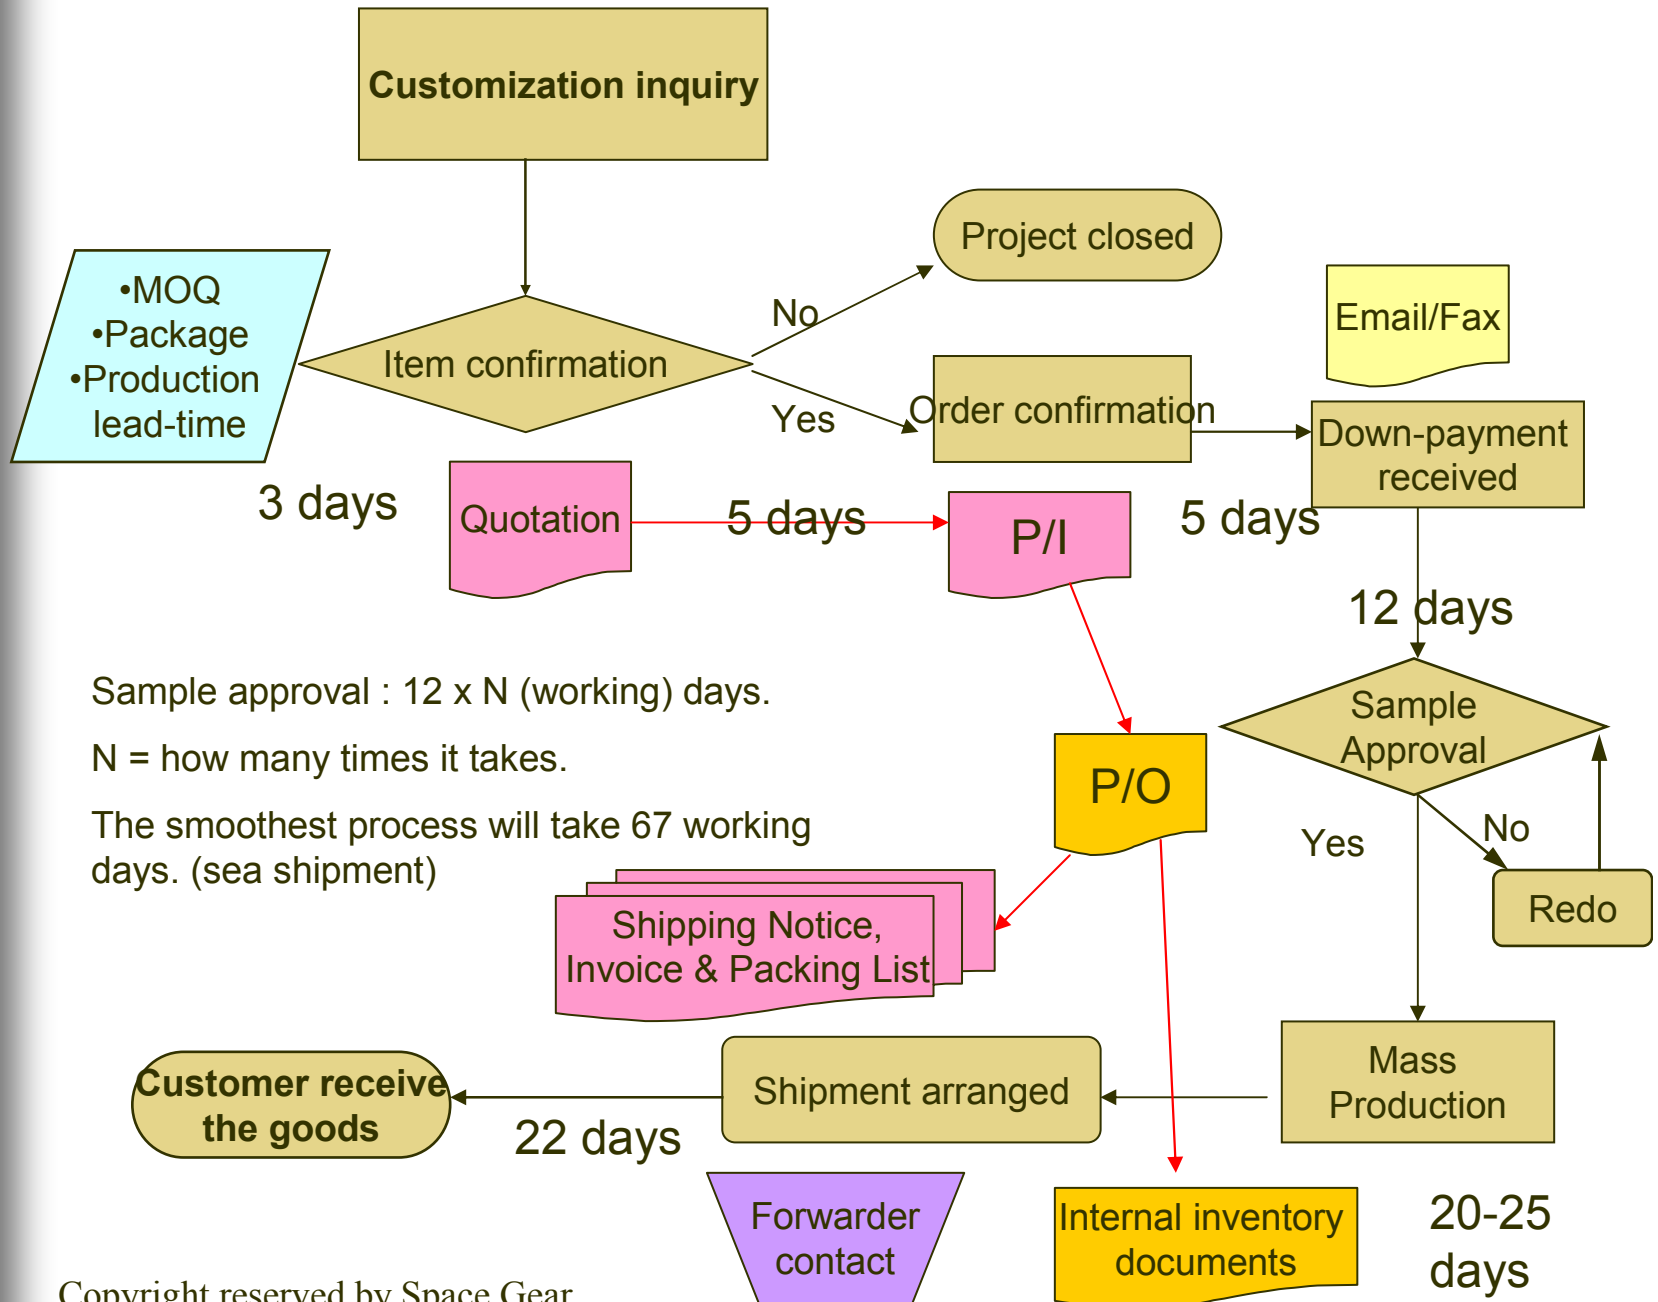 Customization inquiry
Project closed
•MOQ
•Package
•Production
lead-time
Item confirmation
No
Yes
Email/Fax
Order confirmation
Down-payment
received
3 days
Quotation
5 days
P/I
5 days
12 days
Sample approval : 12 x N (working) days.
N = how many times it takes.
The smoothest process will take 67 working
days. (sea shipment)
Sample
Approval
P/O
Yes
No
Redo
Shipping Notice,
Invoice & Packing List
Mass
Production
Shipment arranged
Customer receive
the goods
22 days
Forwarder
contact
Internal inventory
documents
20-25
days
Copyright reserved by Space Gear